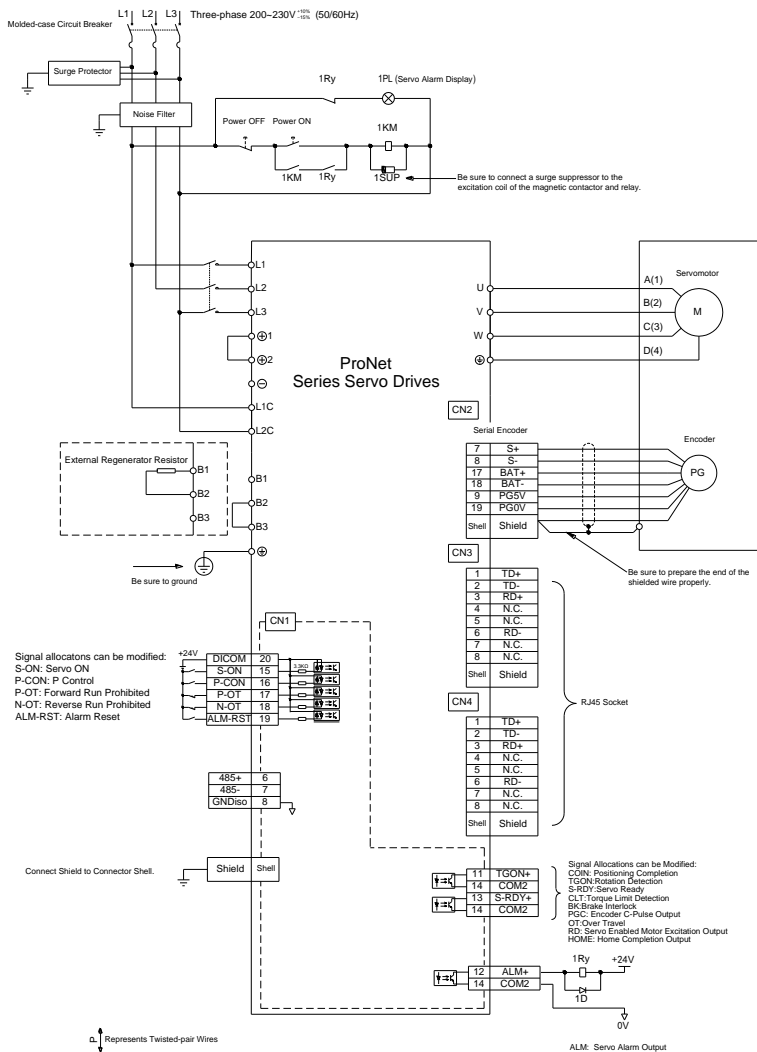 L1 L2 L3 Three-phase 200~230V +10% -15% (50/60Hz)
Molded-case Circuit Breaker
Surge Protector
Noise Filter
1Ry 1PL (Servo Alarm Display)
Power OFF Power ON 1KM
1KM 1Ry 1SUP
Be sure to connect a surge suppressor to the
excitation coil of the magnetic contactor and relay.
L1
L2
L3
⊕1
⊕2
⊖
L1C
L2C
B1
B2
B3
ProNet
Series Servo Drives
U
V
W
A(1)
B(2)
C(3)
D(4)
Servomotor
M
External Regenerator Resistor
B1
B2
B3
Be sure to ground
CN2
Serial Encoder
7 S+
8 S-
17 BAT+
18 BAT-
9 PG5V
19 PG0V
Shell Shield
Encoder
PG
Be sure to prepare the end of the
shielded wire properly.
CN3
1 TD+
2 TD-
3 RD+
4 N.C.
5 N.C.
6 RD-
7 N.C.
8 N.C.
Shell Shield
CN4
1 TD+
2 TD-
3 RD+
4 N.C.
5 N.C.
6 RD-
7 N.C.
8 N.C.
Shell Shield
RJ45 Socket
CN1
Signal allocatons can be modified:
S-ON: Servo ON
P-CON: P Control
P-OT: Forward Run Prohibited
N-OT: Reverse Run Prohibited
ALM-RST: Alarm Reset
+24V
DICOM 20
S-ON 15 3.3KΩ
P-CON 16
P-OT 17
N-OT 18
ALM-RST 19
485+ 6
485- 7
GNDiso 8
Connect Shield to Connector Shell.
Shield Shell
11 TGON+
14 COM2
13 S-RDY+
14 COM2
Signal Allocations can be Modified:
COIN: Positioning Completion
TGON:Rotation Detection
S-RDY:Servo Ready
CLT:Torque Limit Detection
BK:Brake Interlock
PGC: Encoder C-Pulse Output
OT:Over Travel
RD: Servo Enabled Motor Excitation Output
HOME: Home Completion Output
12 ALM+
14 COM2
1Ry +24V
1D
0V
ALM: Servo Alarm Output
P Represents Twisted-pair Wires